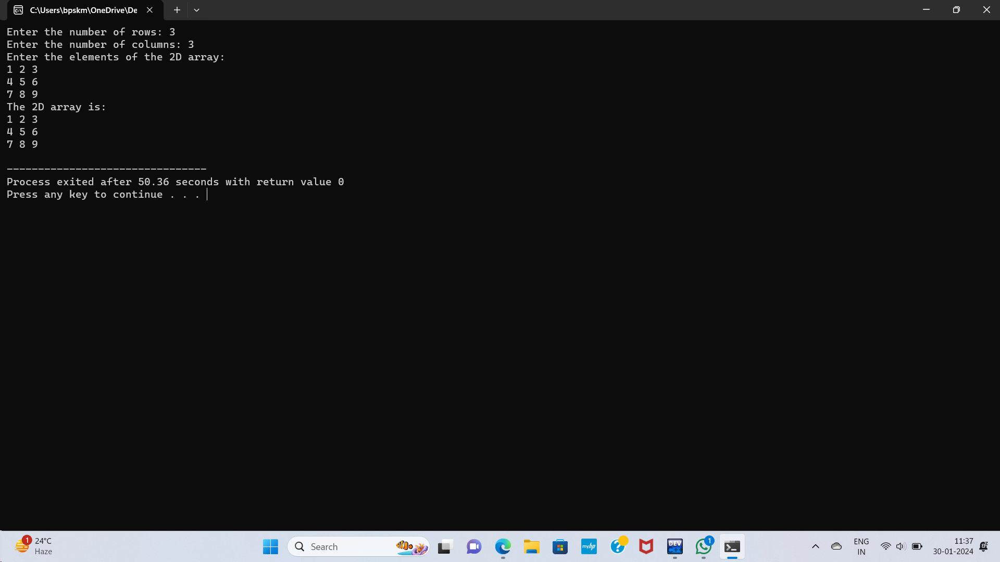 C:\Users\bpskm\OneDrive\De
Enter the number of rows: 3
Enter the number of columns: 3
Enter the elements of the 2D array:
1 2 3
4 5 6
7 8 9
The 2D array is:
1 2 3
4 5 6
7 8 9
--------------------------------
Process exited after 50.36 seconds with return value 0
Press any key to continue . . .
1
24°C
Haze
Search
myhp
DEV
C++
1
ENG
IN
11:37
30-01-2024